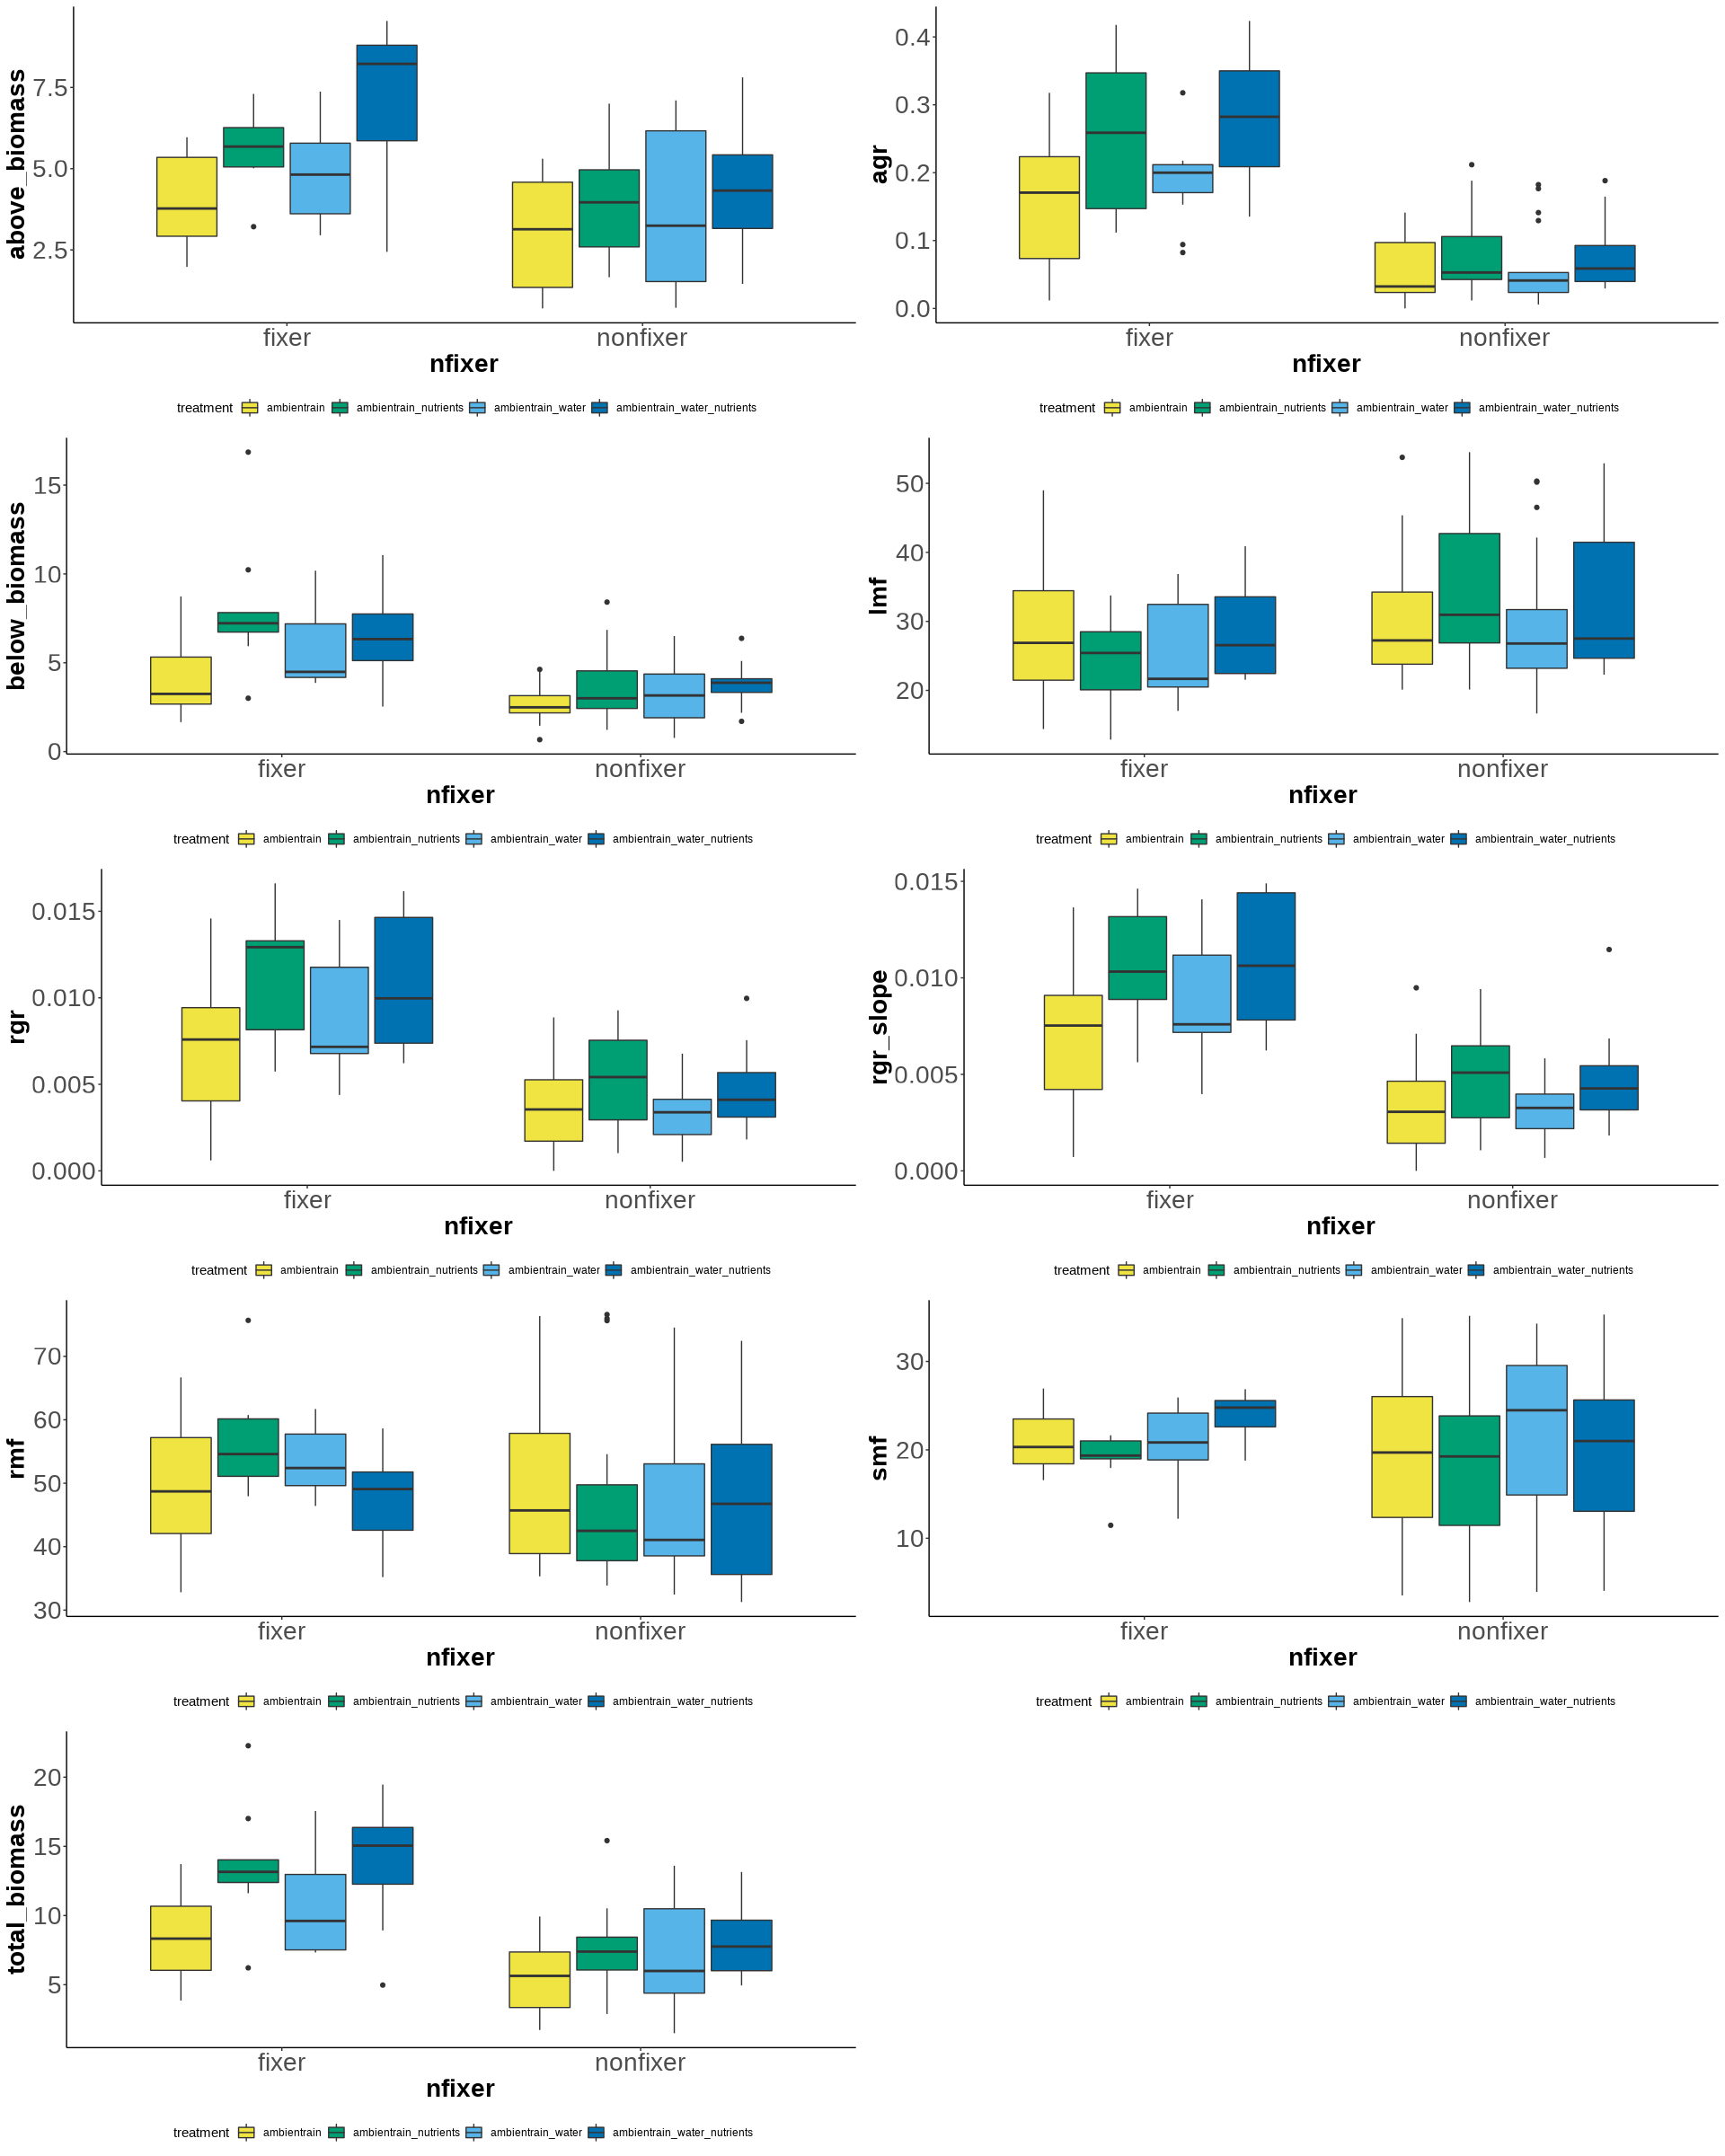 above_biomass
7.5
5.0
2.5
fixer nonfixer
nfixer
treatment ambientrain ambientrain_nutrients ambientrain_water ambientrain_water_nutrients
agr
0.4
0.3
0.2
0.1
0.0
fixer nonfixer
nfixer
treatment ambientrain ambientrain_nutrients ambientrain_water ambientrain_water_nutrients
below_biomass
15
10
5
0
fixer nonfixer
nfixer
treatment ambientrain ambientrain_nutrients ambientrain_water ambientrain_water_nutrients
lmf
50
40
30
20
fixer nonfixer
nfixer
treatment ambientrain ambientrain_nutrients ambientrain_water ambientrain_water_nutrients
rgr
0.015
0.010
0.005
0.000
fixer nonfixer
nfixer
treatment ambientrain ambientrain_nutrients ambientrain_water ambientrain_water_nutrients
rgr_slope
0.015
0.010
0.005
0.000
fixer nonfixer
nfixer
treatment ambientrain ambientrain_nutrients ambientrain_water ambientrain_water_nutrients
rmf
70
60
50
40
30
fixer nonfixer
nfixer
treatment ambientrain ambientrain_nutrients ambientrain_water ambientrain_water_nutrients
smf
30
20
10
fixer nonfixer
nfixer
treatment ambientrain ambientrain_nutrients ambientrain_water ambientrain_water_nutrients
total_biomass
20
15
10
5
fixer nonfixer
nfixer
treatment ambientrain ambientrain_nutrients ambientrain_water ambientrain_water_nutrients